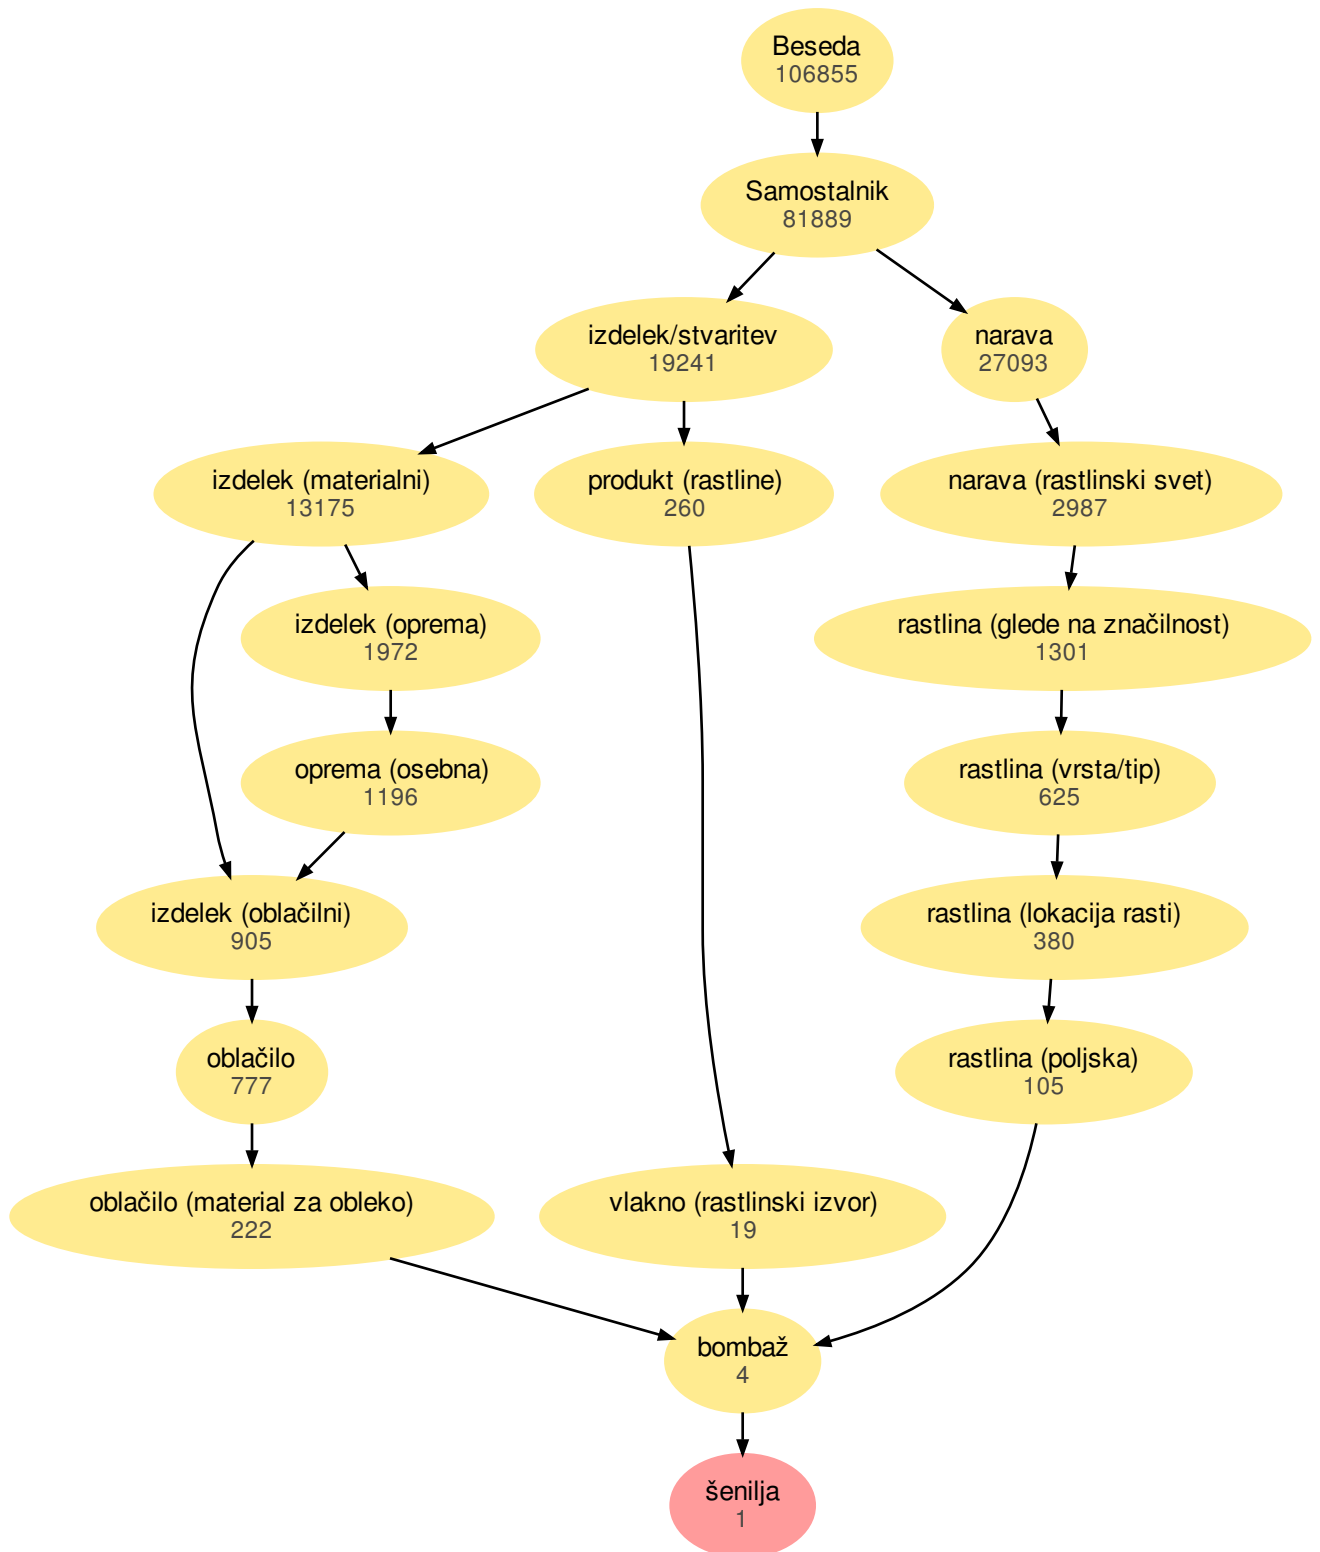 Beseda
106855
Samostalnik
81889
izdelek/stvaritev
19241
narava
27093
izdelek (materialni)
13175
produkt (rastline)
260
narava (rastlinski svet)
2987
izdelek (oprema)
1972
rastlina (glede na značilnost)
1301
oprema (osebna)
1196
rastlina (vrsta/tip)
625
izdelek (oblačilni)
905
rastlina (lokacija rasti)
380
oblačilo
777
rastlina (poljska)
105
oblačilo (material za obleko)
222
vlakno (rastlinski izvor)
19
bombaž
4
šenilja
1